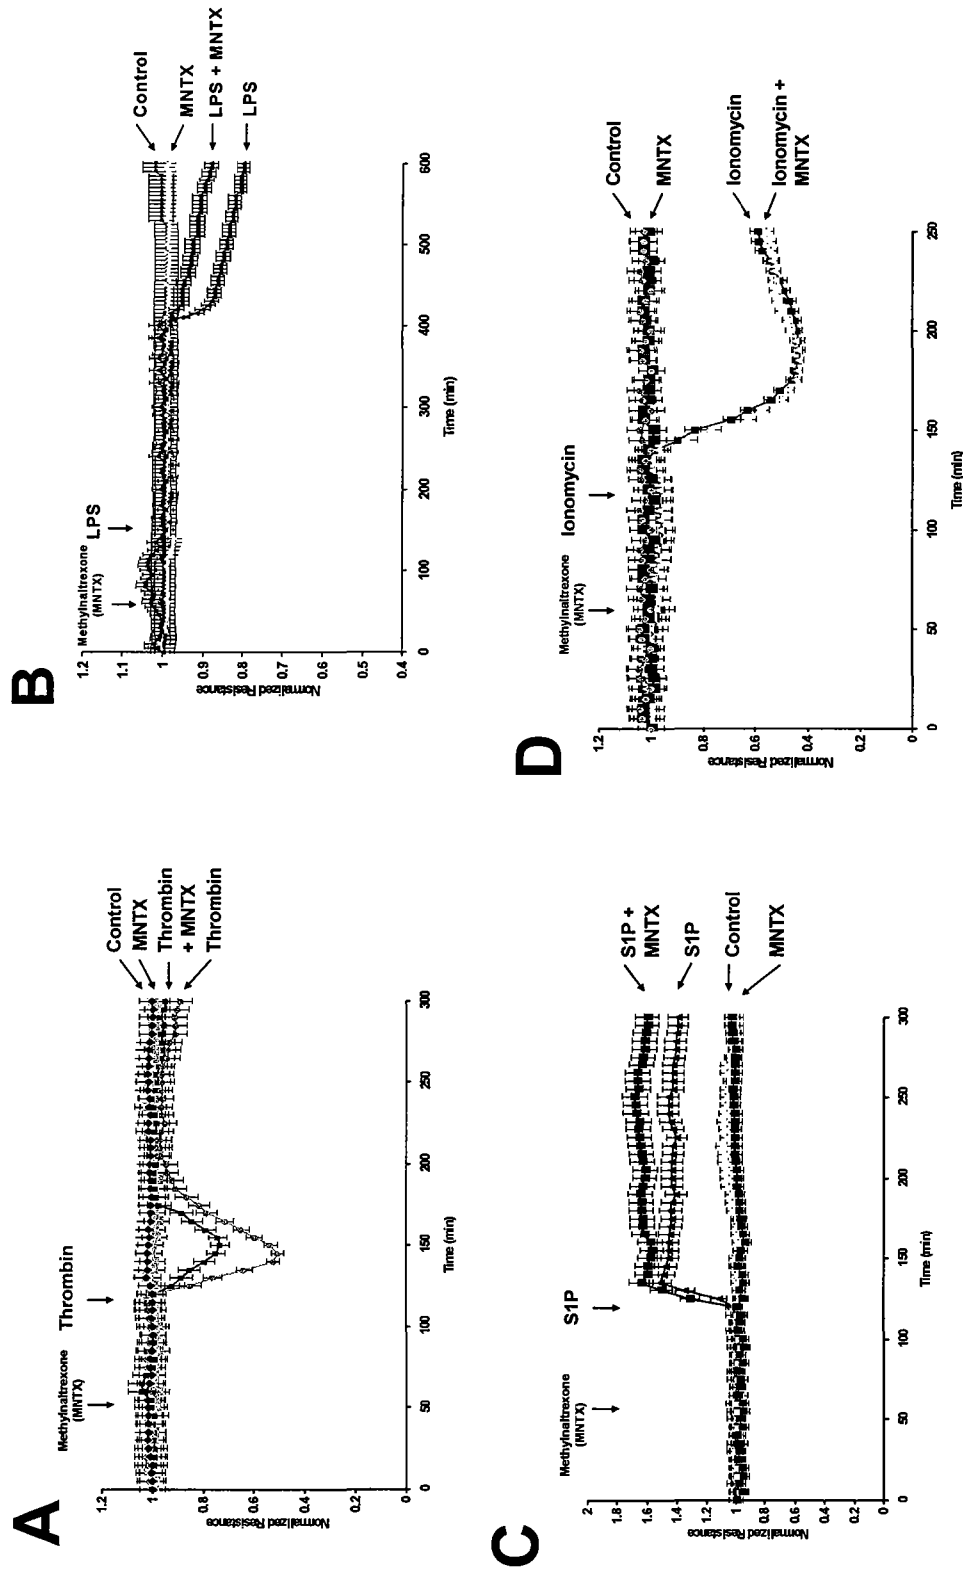 A
Methylnaltrexone
(MNTX)
Thrombin
Control
MNTX
Thrombin
+ MNTX
Thrombin
Normalized Resistance
1.2
1
0.8
0.6
0.4
0.2
0
0
50
100
150
200
250
300
Time (min)
B
Methylnaltrexone
(MNTX)
LPS
Control
MNTX
LPS + MNTX
LPS
Normalized Resistance
1.2
1.1
1
0.9
0.8
0.7
0.6
0.5
0.4
0
100
200
300
400
500
600
Time (min)
C
Methylnaltrexone
(MNTX)
S1P
S1P +
MNTX
S1P
Control
MNTX
Normalized Resistance
2
1.8
1.6
1.4
1.2
1
0.8
0.6
0.4
0.2
0
0
50
100
150
200
250
300
Time (min)
D
Methylnaltrexone
(MNTX)
Ionomycin
Control
MNTX
Ionomycin
Ionomycin +
MNTX
Normalized Resistance
1.2
1
0.8
0.6
0.4
0.2
0
0
50
100
150
200
250
Time (min)